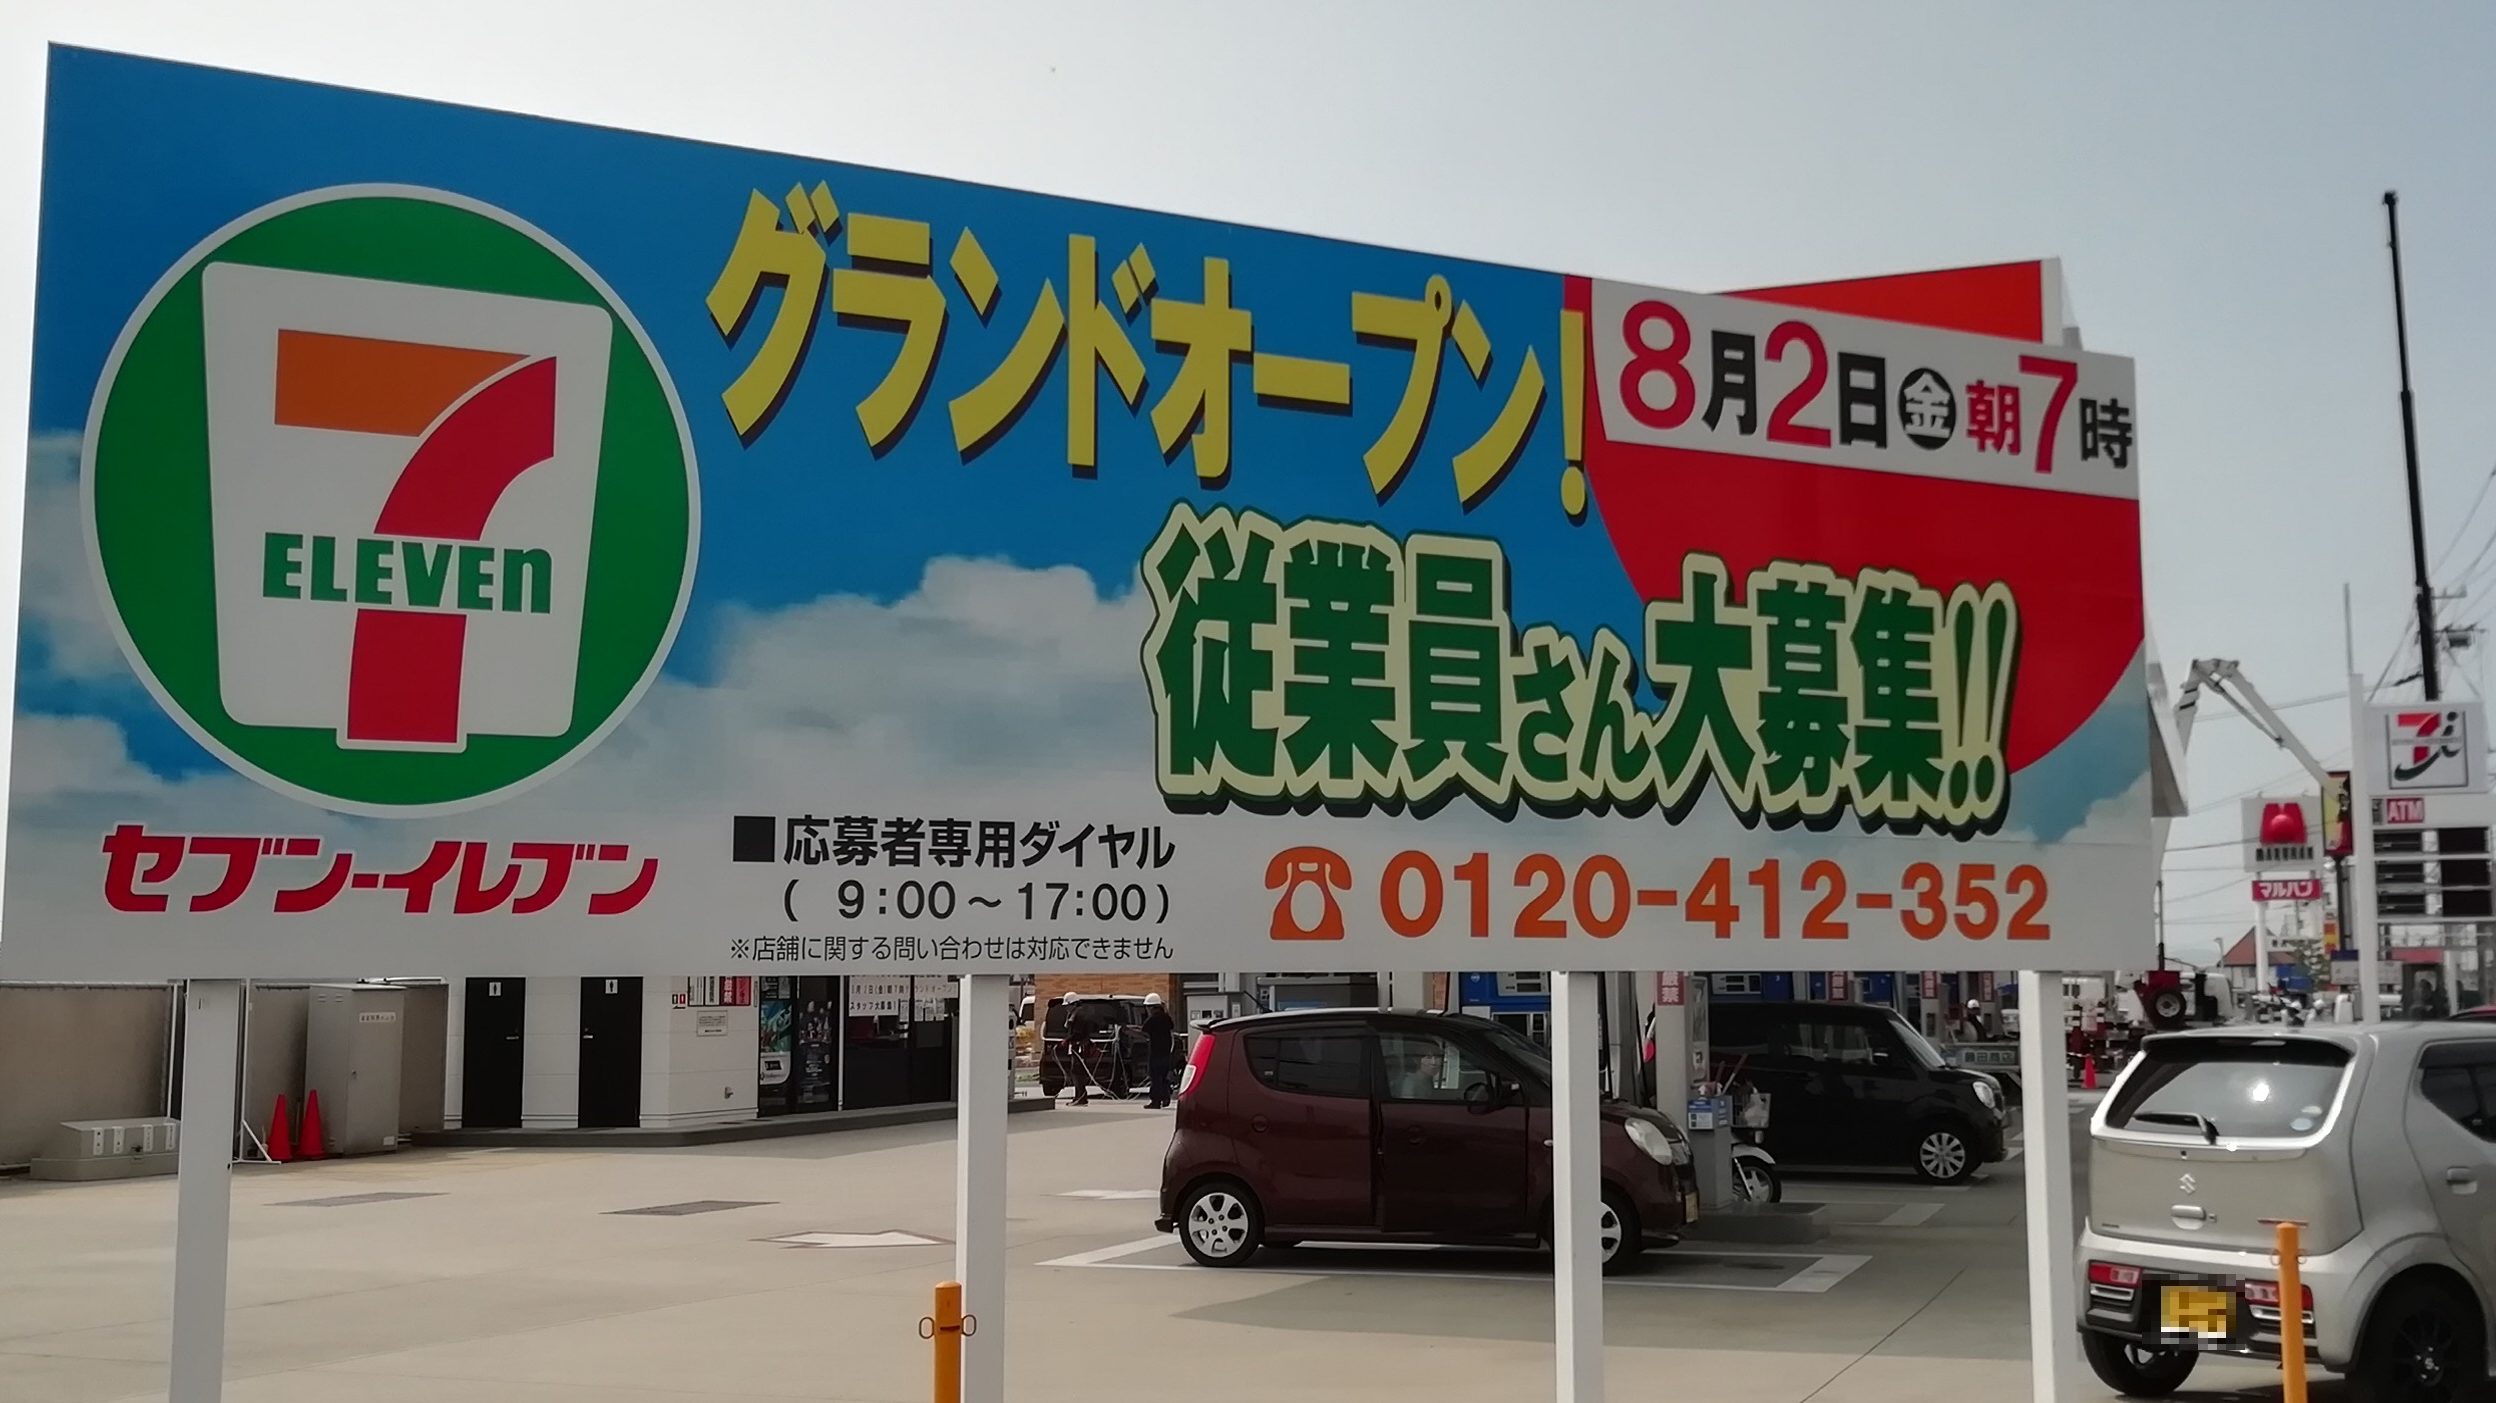 グランドオープン!
8月2日金朝7時
7
ELEVEn
従業員さん大募集!!
セブン-イレブン
■応募者専用ダイヤル
( 9:00~17:00)
※店舗に関する問い合わせは対応できません
0120-412-352
ATM
MARUHAN
マルハン